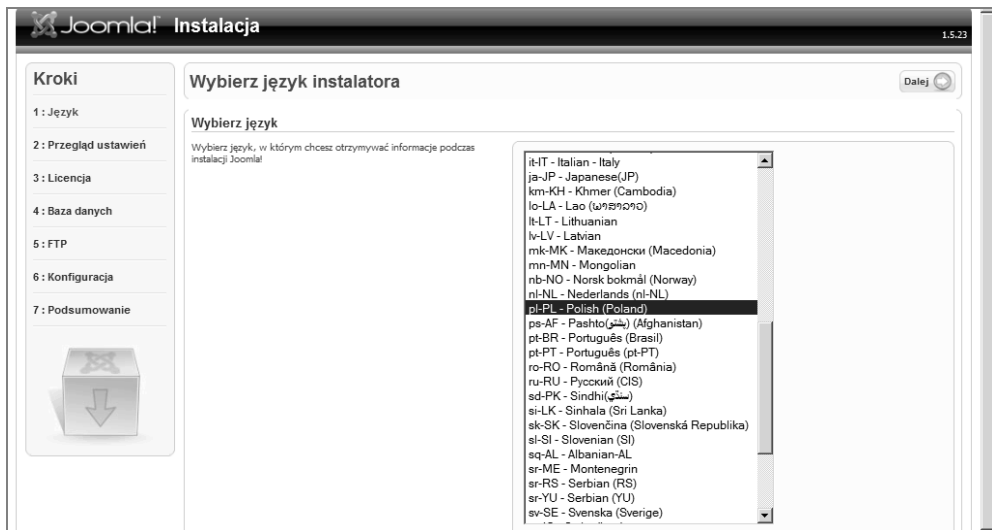 Joomla! Instalacja
1.5.23
Kroki
1 : Język
2 : Przegląd ustawień
3 : Licencja
4 : Baza danych
5 : FTP
6 : Konfiguracja
7 : Podsumowanie
Wybierz język instalatora
Dalej
Wybierz język
Wybierz język, w którym chcesz otrzymywać informacje podczas
instalacji Joomla!
it-IT - Italian - Italy
ja-JP - Japanese(JP)
km-KH - Khmer (Cambodia)
lo-LA - Lao (ພາສາລາວ)
lt-LT - Lithuanian
lv-LV - Latvian
mk-MK - Македонски (Macedonia)
mn-MN - Mongolian
nb-NO - Norsk bokmål (Norway)
nl-NL - Nederlands (nl-NL)
pl-PL - Polish (Poland)
ps-AF - Pashto(پښتو) (Afghanistan)
pt-BR - Português (Brasil)
pt-PT - Português (pt-PT)
ro-RO - Română (România)
ru-RU - Русский (CIS)
sd-PK - Sindhi(سنڌي)
si-LK - Sinhala (Sri Lanka)
sk-SK - Slovenčina (Slovenská Republika)
sl-SI - Slovenian (SI)
sq-AL - Albanian-AL
sr-ME - Montenegrin
sr-RS - Serbian (RS)
sr-YU - Serbian (YU)
sv-SE - Svenska (Sverige)